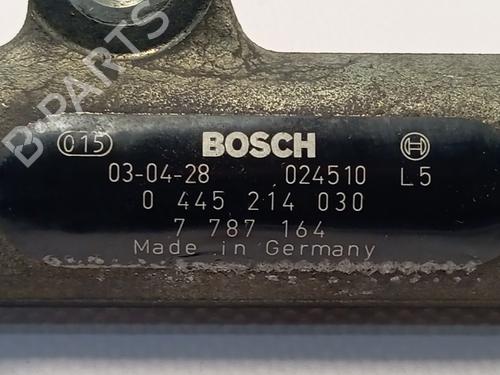 015 BOSCH
03-04-28 024510 L5
0 445 214 030
7 787 164
Made in Germany
B-PARTS